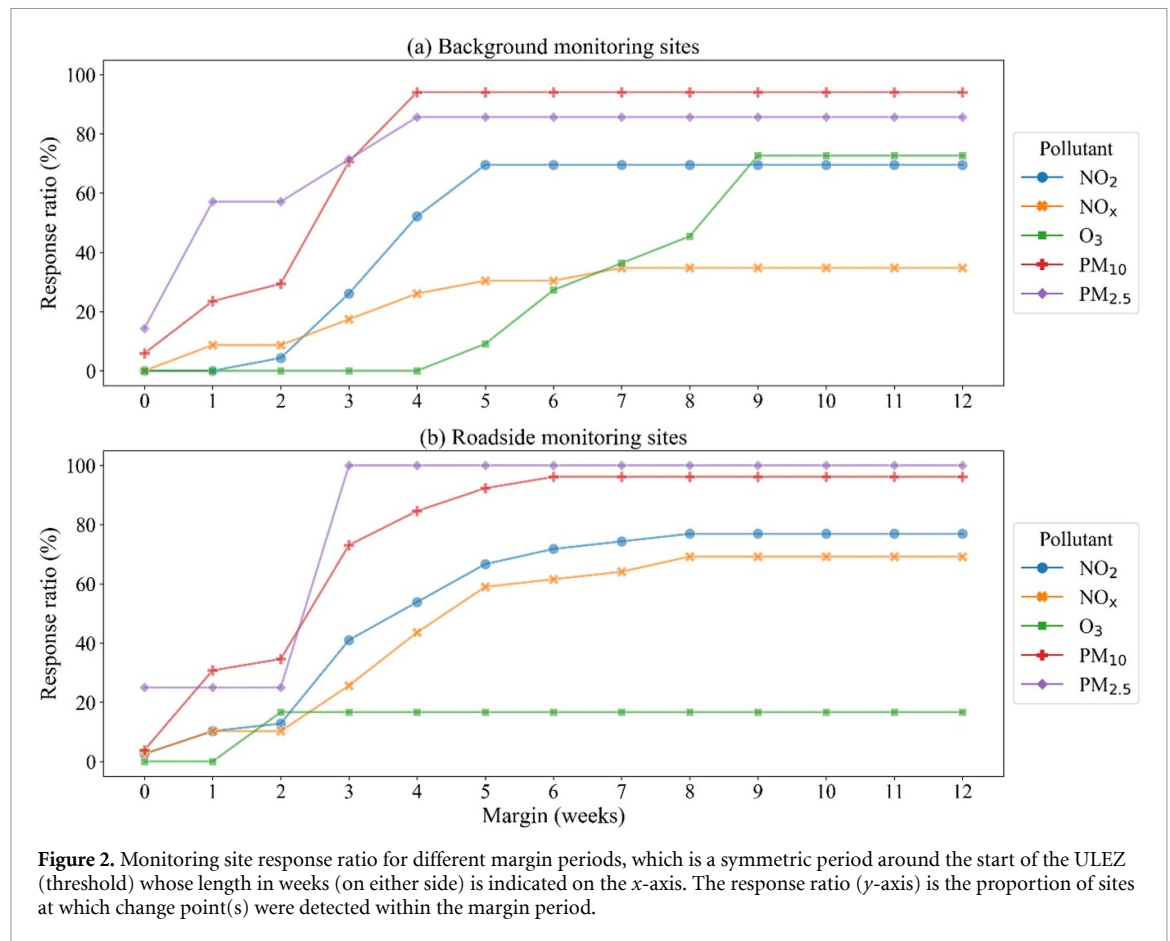 (a) Background monitoring sites
Response ratio (%)
100
80
60
40
20
0
0 1 2 3 4 5 6 7 8 9 10 11 12
Pollutant
NO₂
NOₓ
O₃
PM₁₀
PM₂.₅
(b) Roadside monitoring sites
Response ratio (%)
100
80
60
40
20
0
0 1 2 3 4 5 6 7 8 9 10 11 12
Margin (weeks)
Pollutant
NO₂
NOₓ
O₃
PM₁₀
PM₂.₅
Figure 2. Monitoring site response ratio for different margin periods, which is a symmetric period around the start of the ULEZ
(threshold) whose length in weeks (on either side) is indicated on the x-axis. The response ratio (y-axis) is the proportion of sites
at which change point(s) were detected within the margin period.